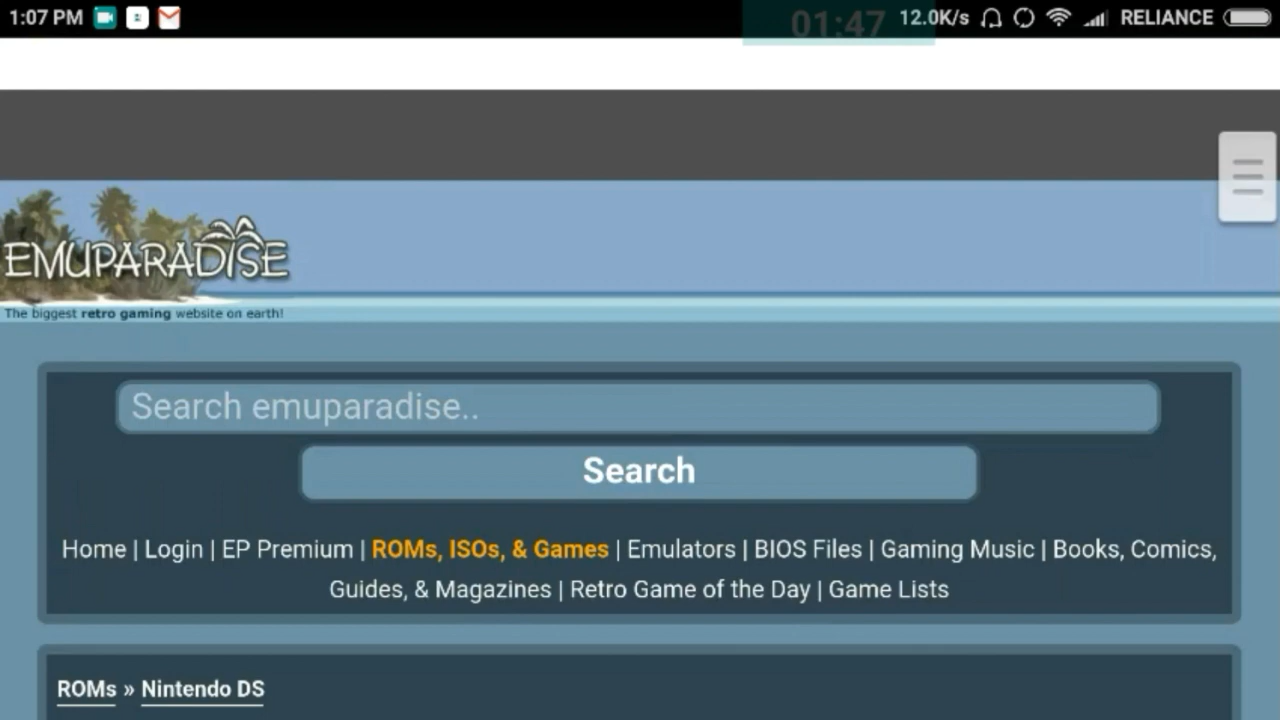 1:07 PM 01:47 12.0K/s RELIANCE
EMUPARADISE
The biggest retro gaming website on earth!
Search emuparadise..
Search
Home | Login | EP Premium | ROMs, ISOs, & Games | Emulators | BIOS Files | Gaming Music | Books, Comics,
Guides, & Magazines | Retro Game of the Day | Game Lists
ROMs » Nintendo DS